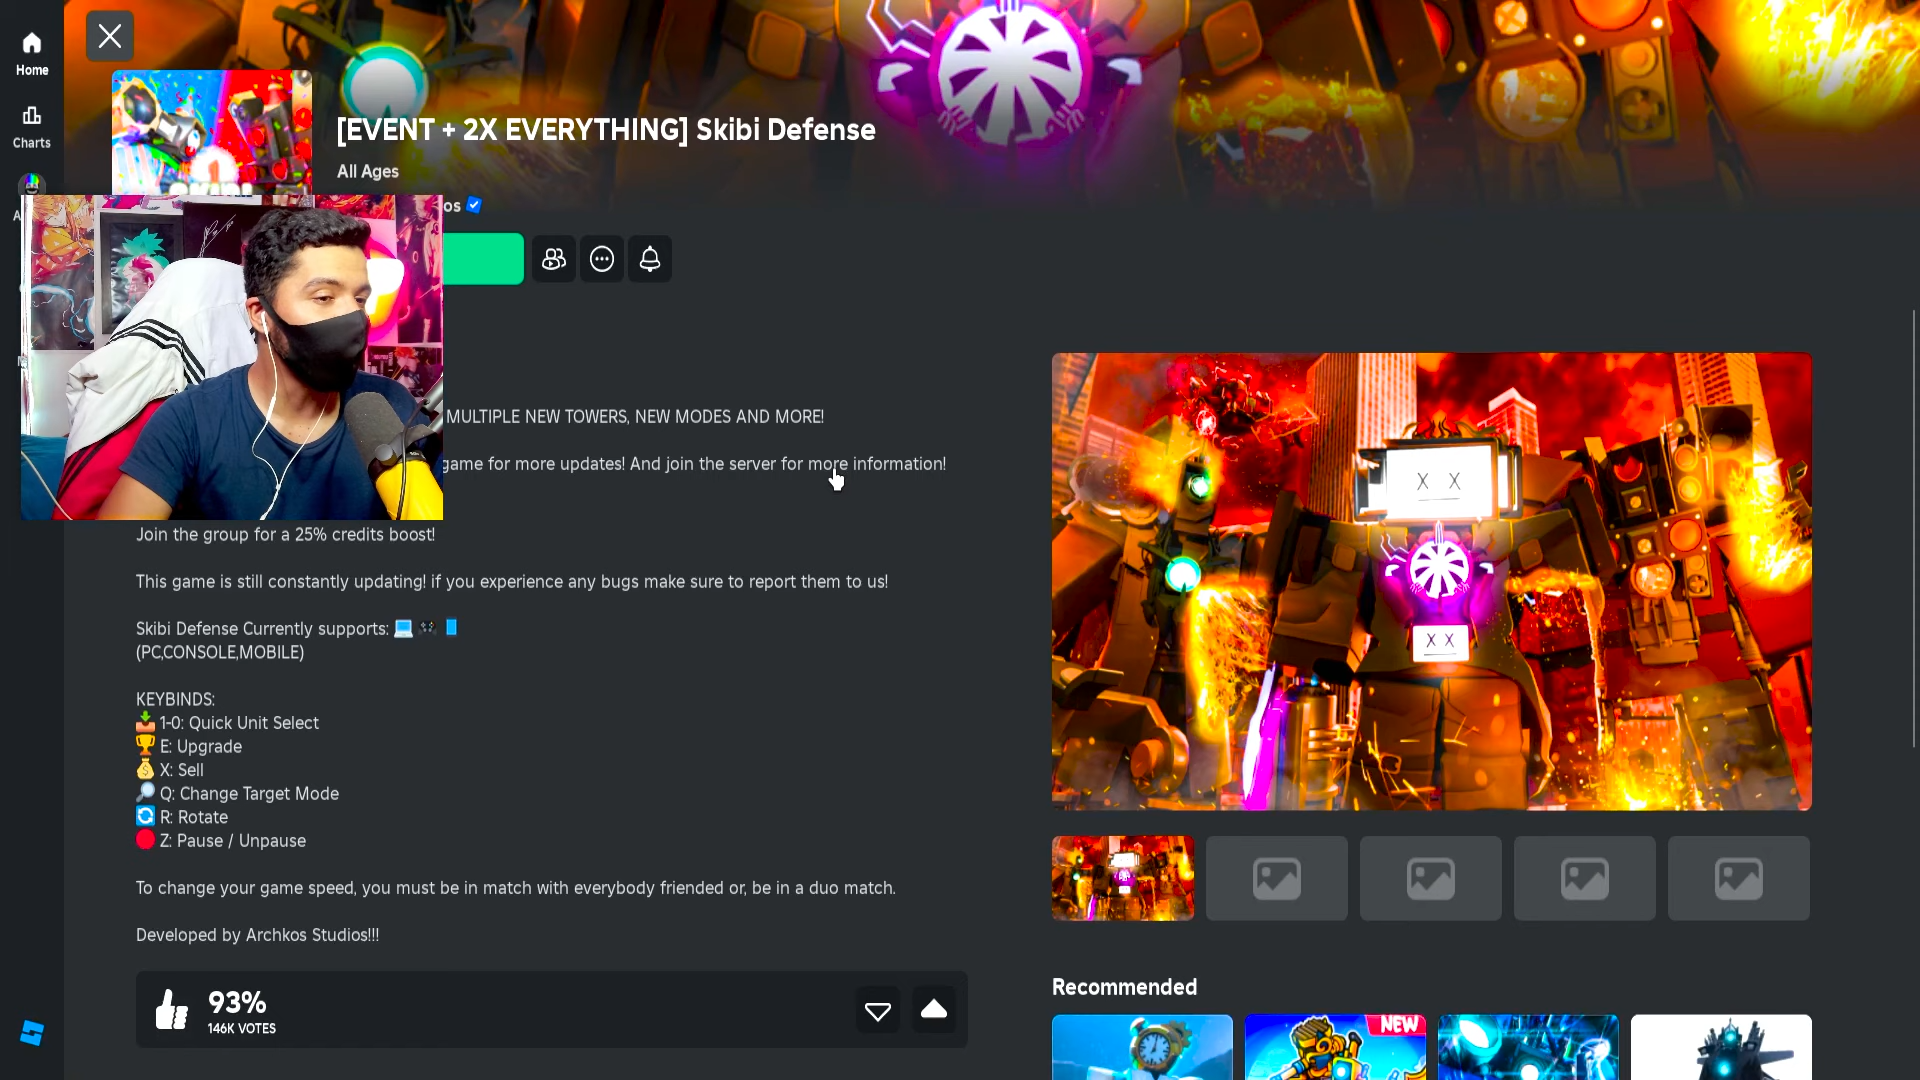 Home
Charts
[EVENT + 2X EVERYTHING] Skibi Defense
All Ages
os
MULTIPLE NEW TOWERS, NEW MODES AND MORE!
game for more updates! And join the server for more information!
Join the group for a 25% credits boost!
This game is still constantly updating! if you experience any bugs make sure to report them to us!
Skibi Defense Currently supports: 💻 🎮 📱
(PC,CONSOLE,MOBILE)
KEYBINDS:
📥 1-0: Quick Unit Select
🏆 E: Upgrade
💰 X: Sell
🔎 Q: Change Target Mode
🔄 R: Rotate
🔴 Z: Pause / Unpause
To change your game speed, you must be in match with everybody friended or, be in a duo match.
Developed by Archkos Studios!!!
93%
146K VOTES
Recommended
NEW